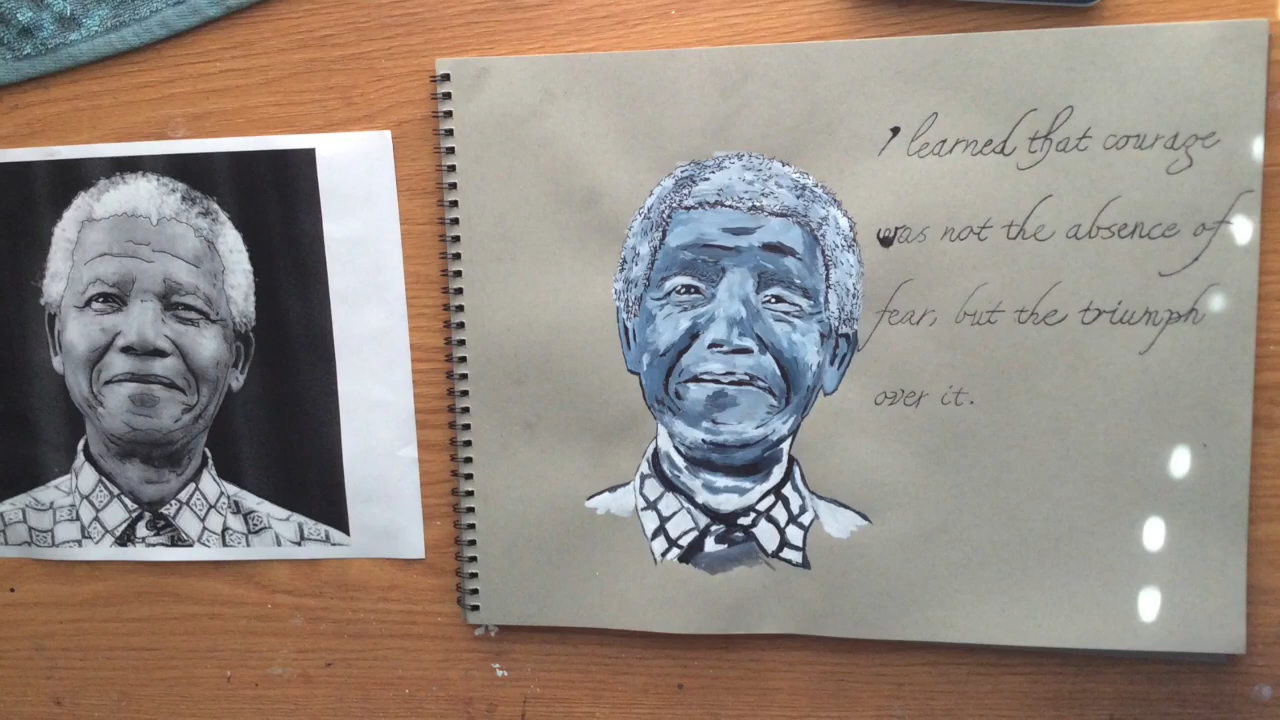 I learned that courage
was not the absence of
fear, but the triumph
over it.